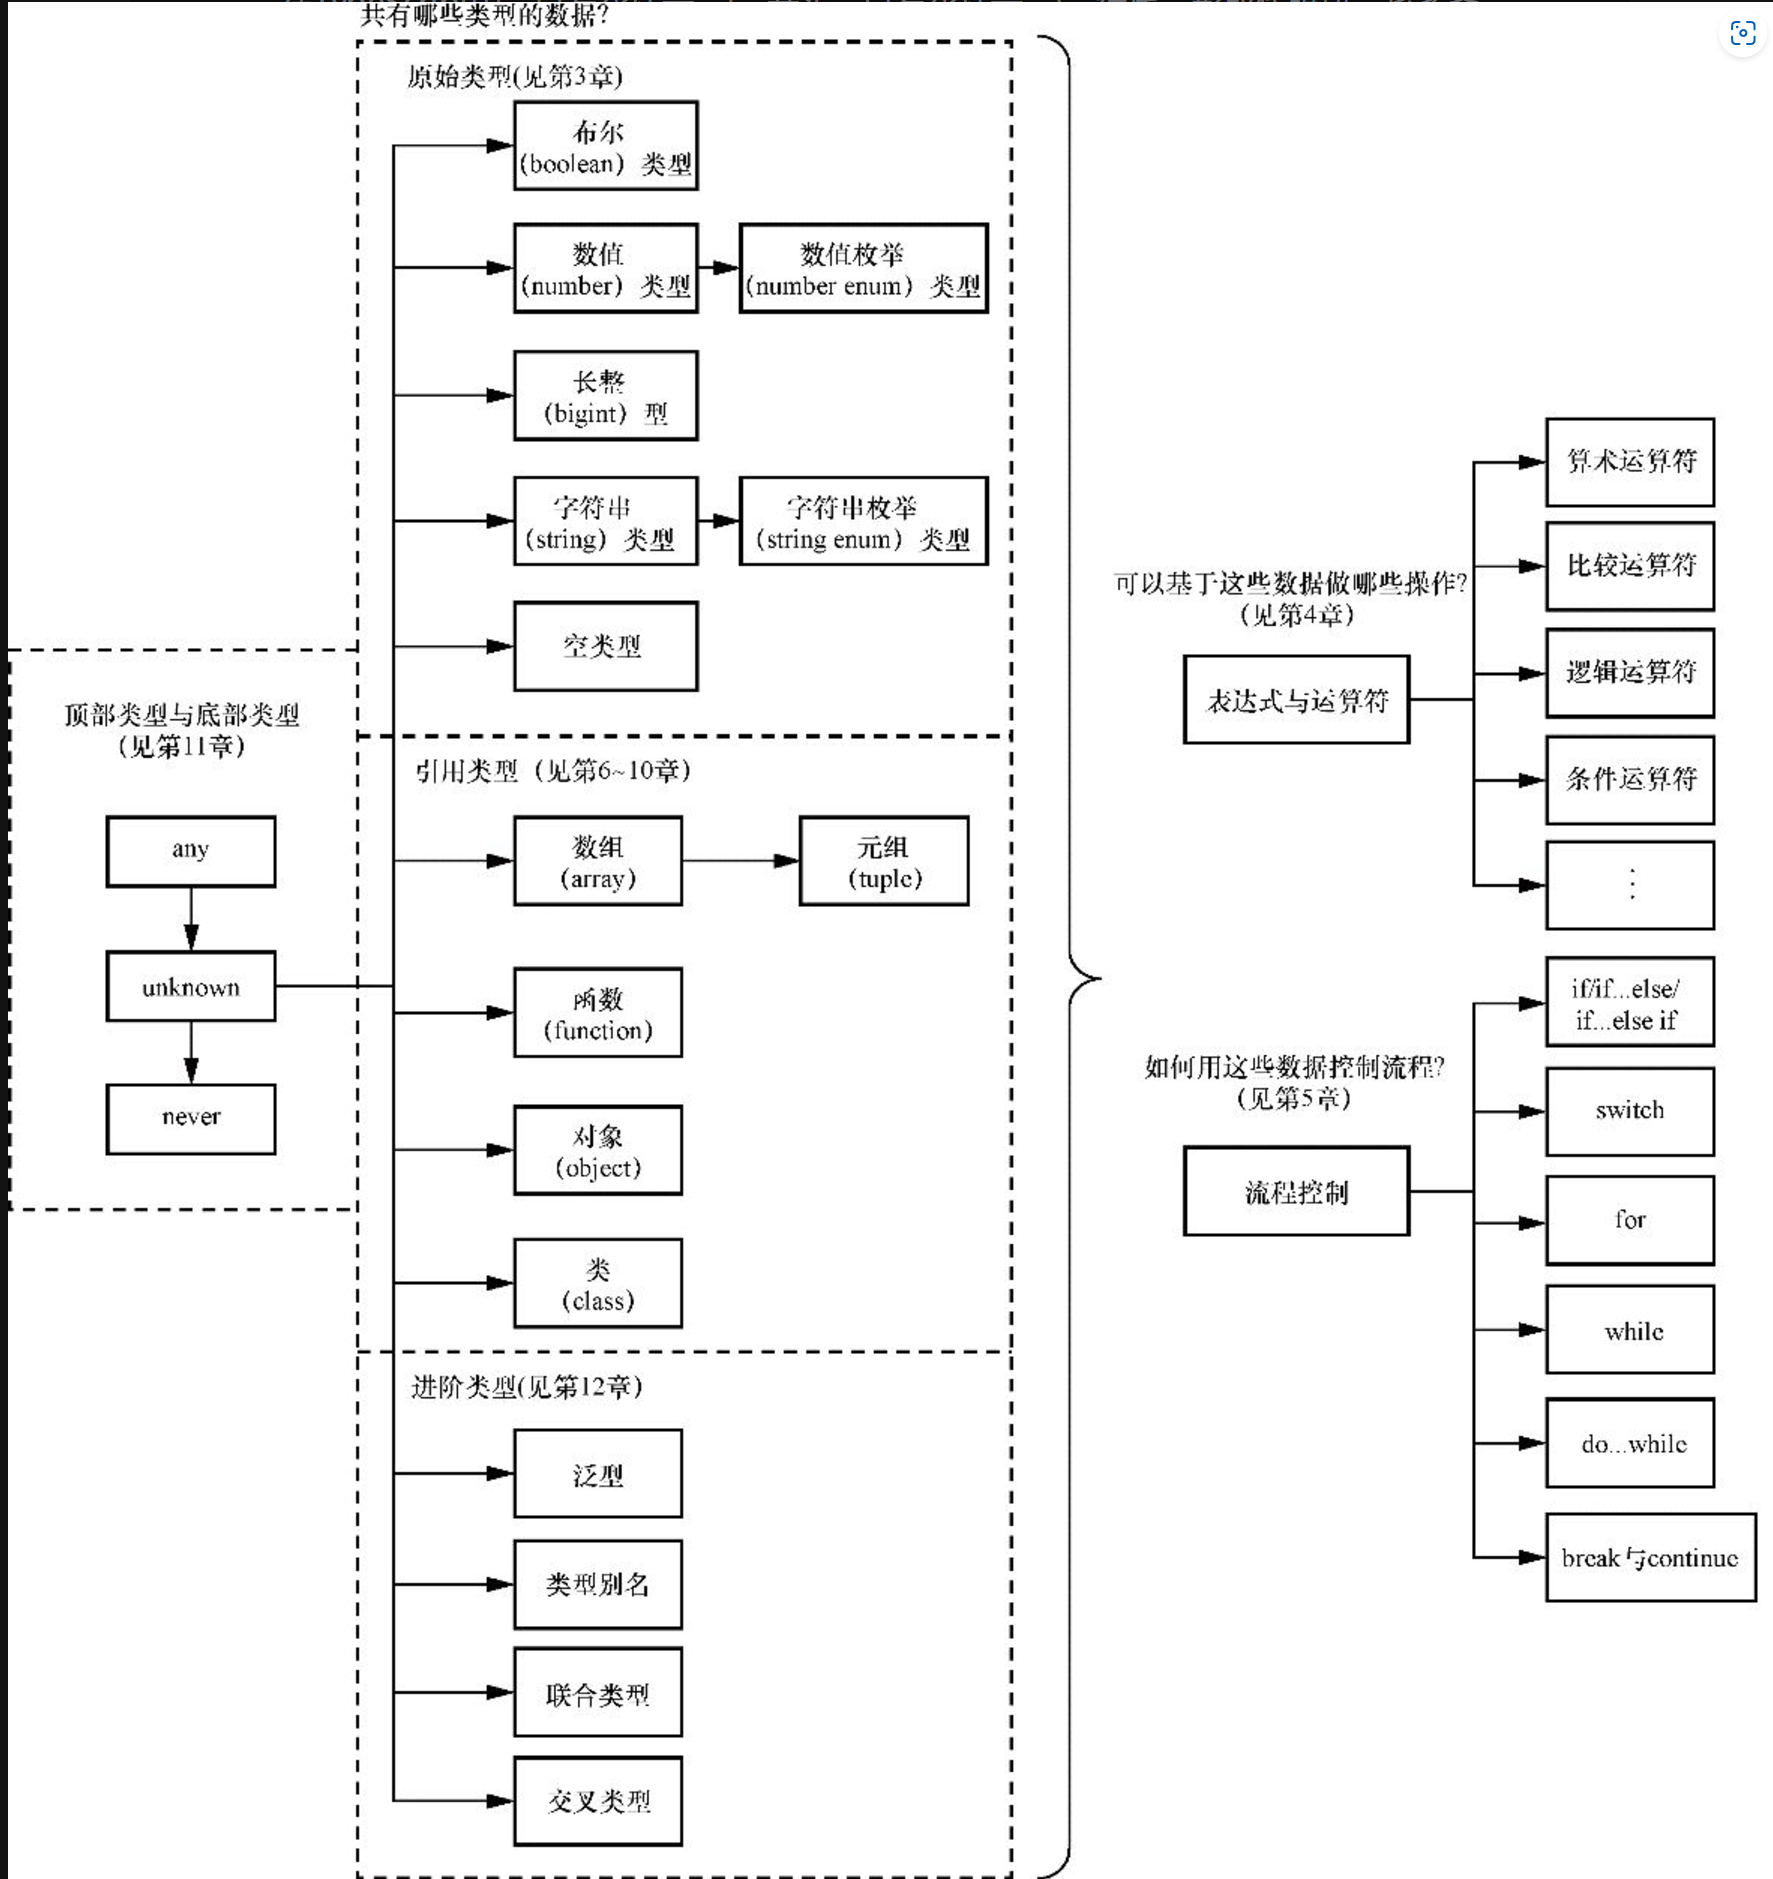 共有哪些类型的数据?
原始类型(见第3章)
布尔
(boolean) 类型
数值
(number) 类型
数值枚举
(number enum) 类型
长整
(bigint) 型
字符串
(string) 类型
字符串枚举
(string enum) 类型
空类型
顶部类型与底部类型
(见第11章)
any
unknown
never
引用类型 (见第6~10章)
数组
(array)
元组
(tuple)
函数
(function)
对象
(object)
类
(class)
进阶类型(见第12章)
泛型
类型别名
联合类型
交叉类型
可以基于这些数据做哪些操作?
(见第4章)
表达式与运算符
算术运算符
比较运算符
逻辑运算符
条件运算符
⋮
如何用这些数据控制流程?
(见第5章)
流程控制
if/if...else/
if...else if
switch
for
while
do...while
break与continue